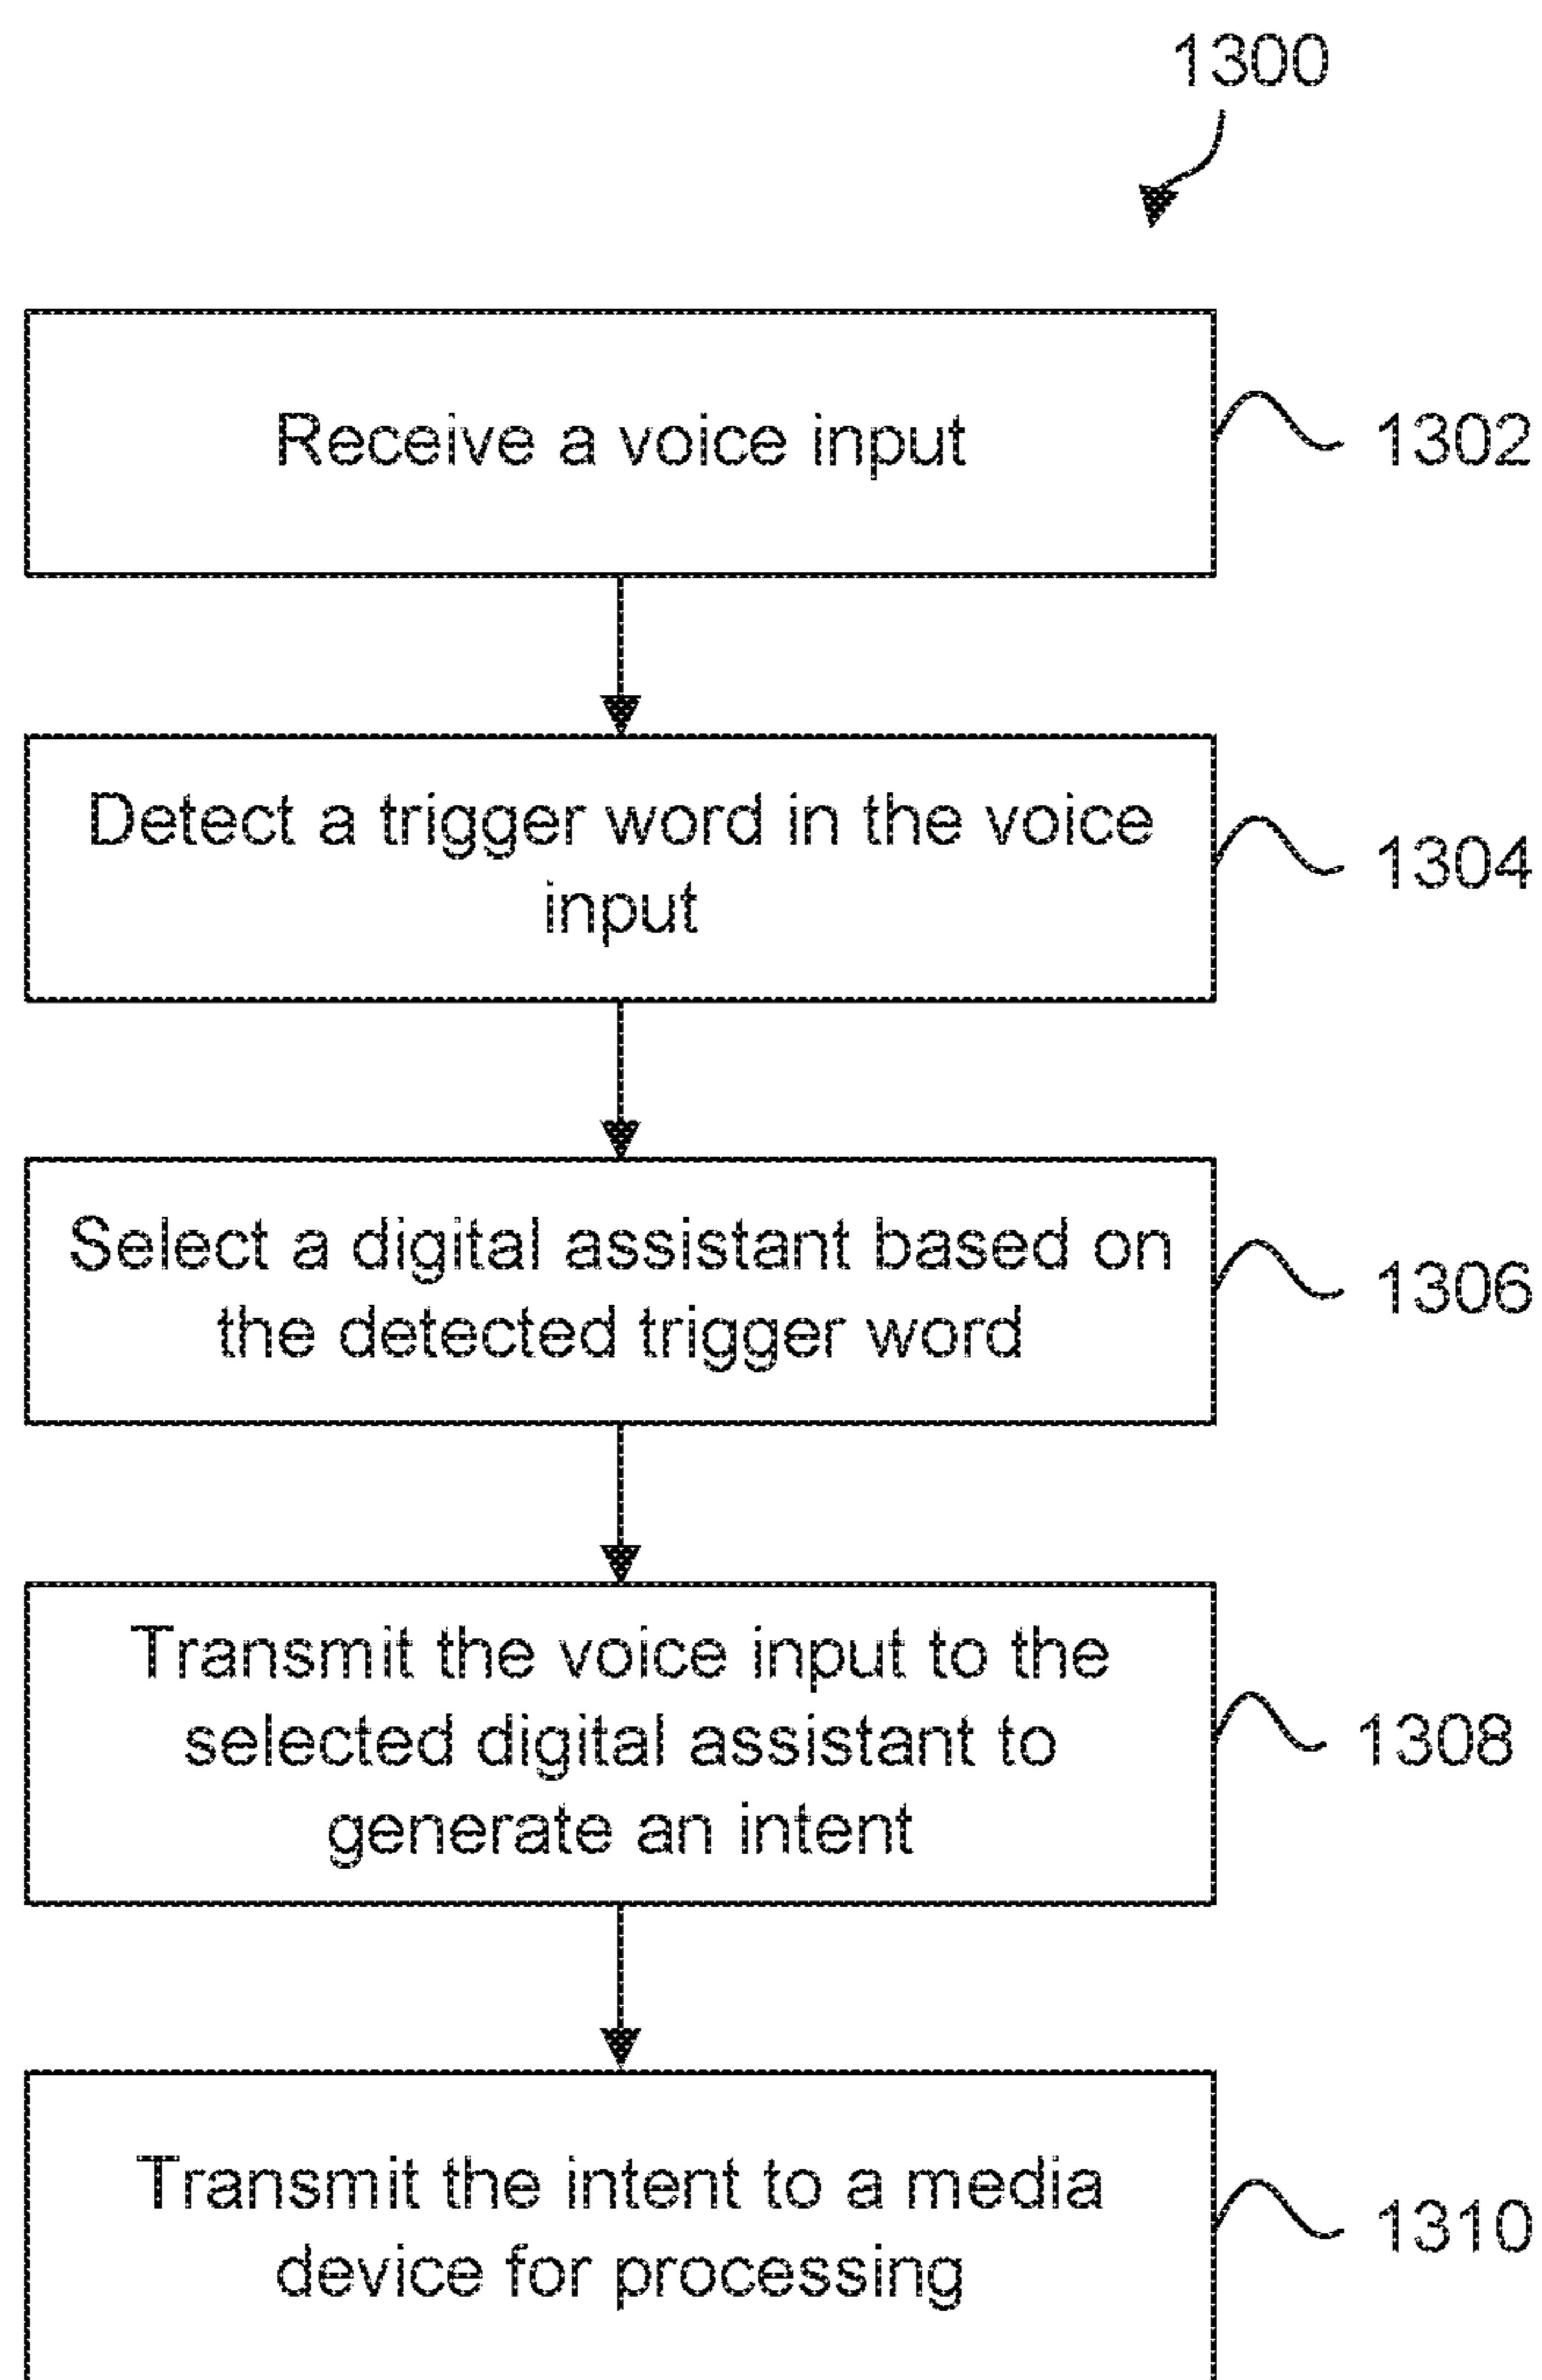 1300
Receive a voice input
1302
Detect a trigger word in the voice
input
1304
Select a digital assistant based on
the detected trigger word
1306
Transmit the voice input to the
selected digital assistant to
generate an intent
1308
Transmit the intent to a media
device for processing
1310